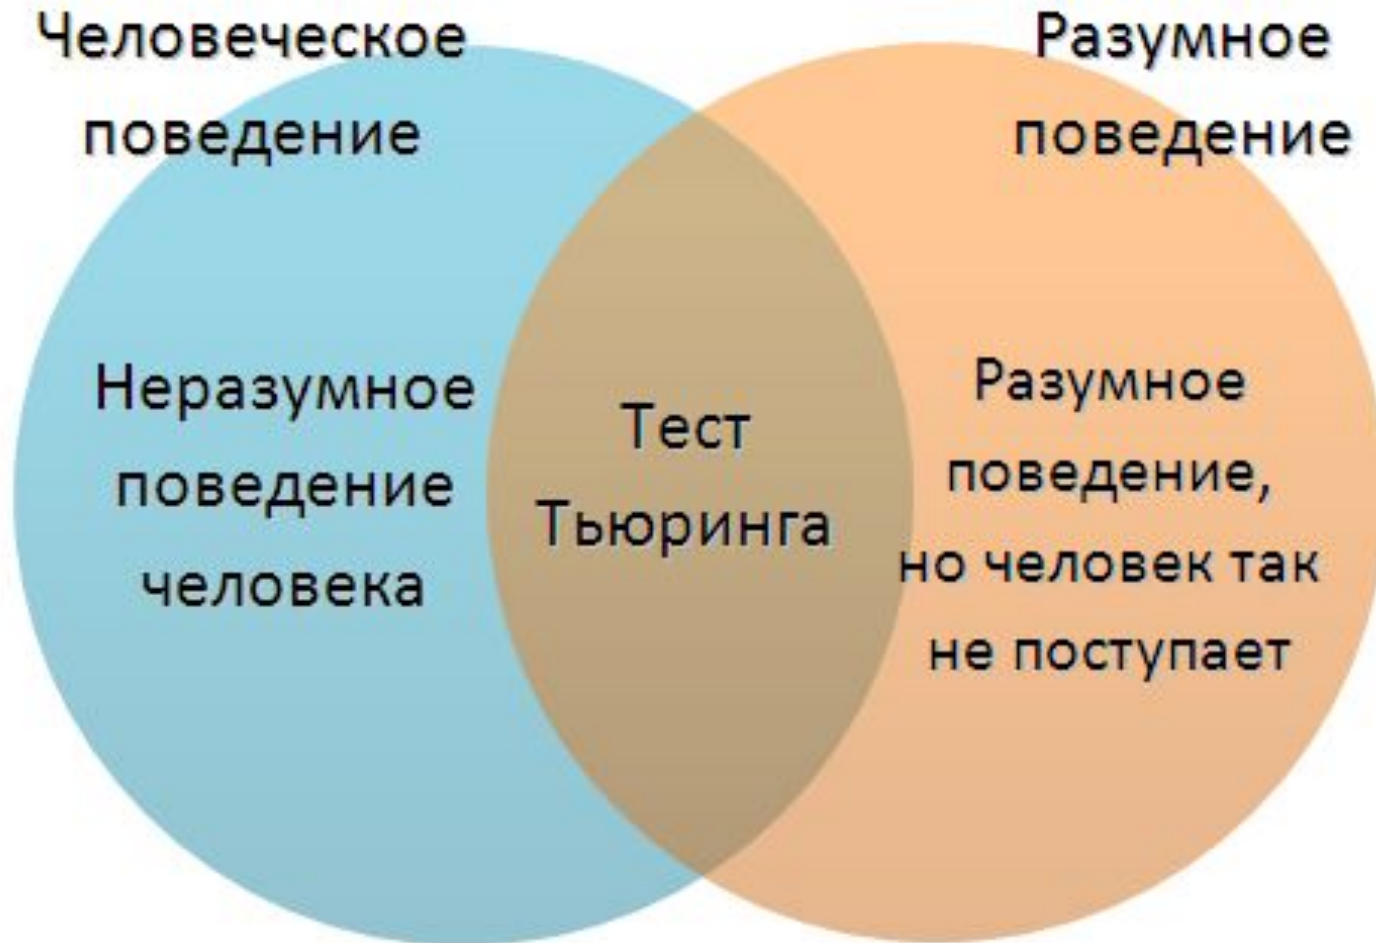 Человеческое
поведение
Разумное
поведение
Неразумное
поведение
человека
Тест
Тьюринга
Разумное
поведение,
но человек так
не поступает